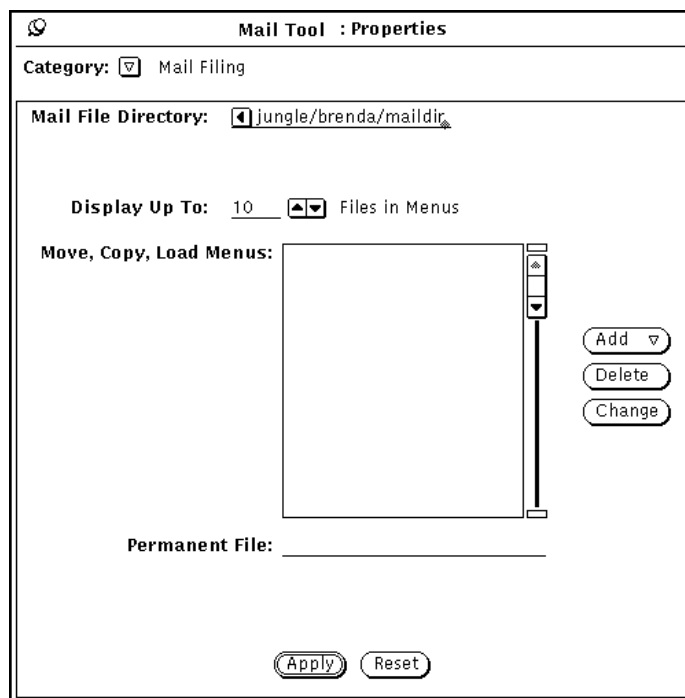 Mail Tool : Properties
Category: Mail Filing
Mail File Directory: jungle/brenda/maildir
Display Up To: 10 Files in Menus
Move, Copy, Load Menus:
Add
Delete
Change
Permanent File:
Apply Reset